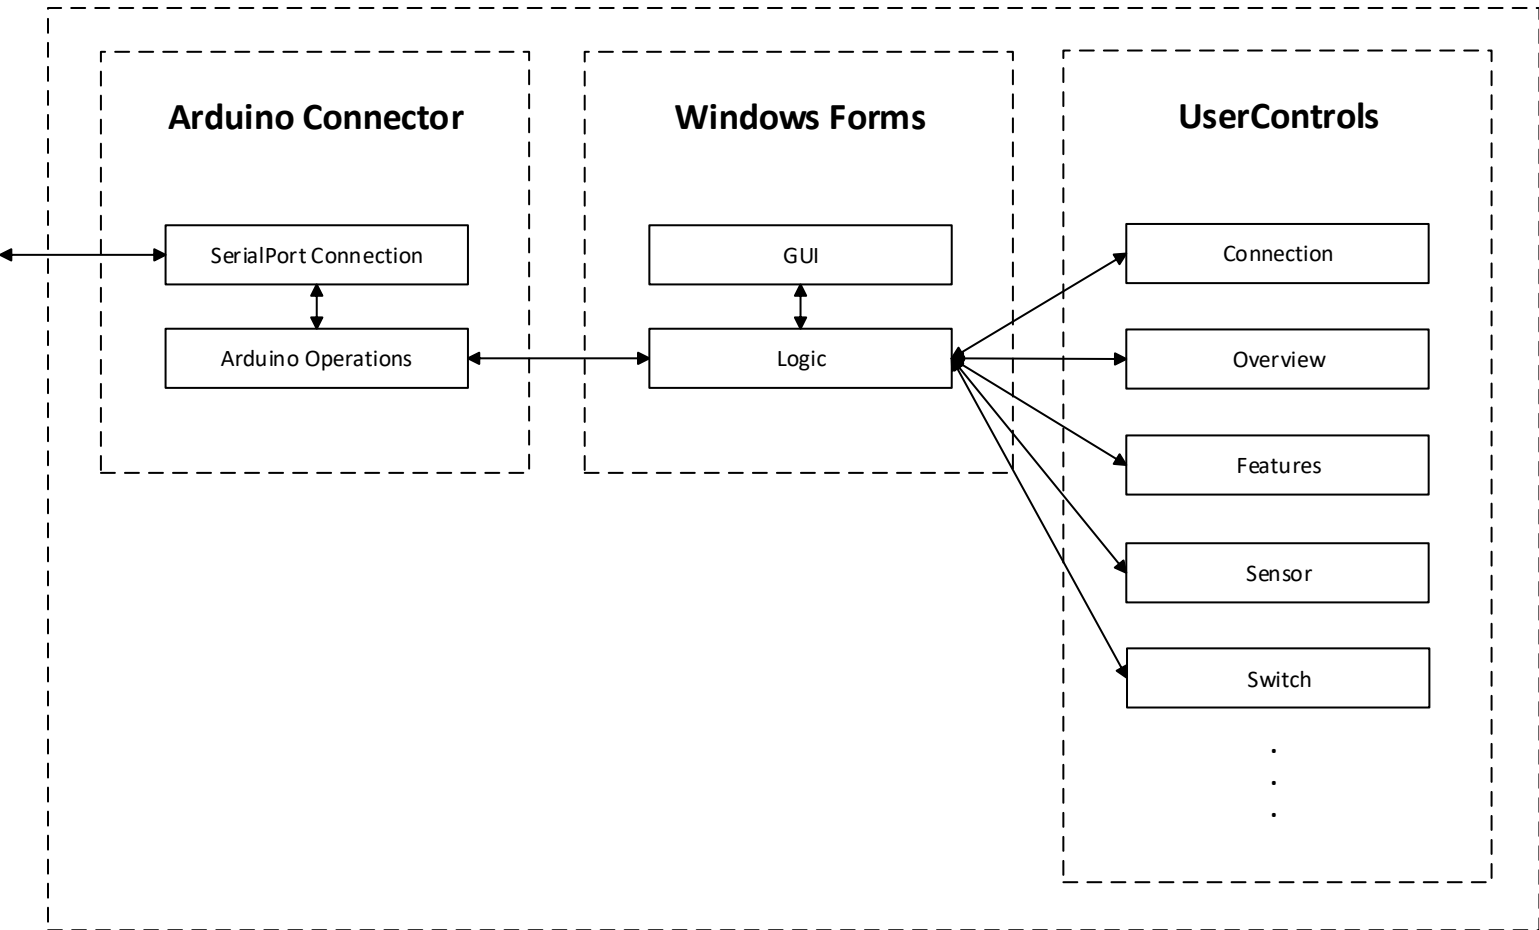 Arduino Connector
SerialPort Connection
Arduino Operations
Windows Forms
GUI
Logic
UserControls
Connection
Overview
Features
Sensor
Switch
.
.
.